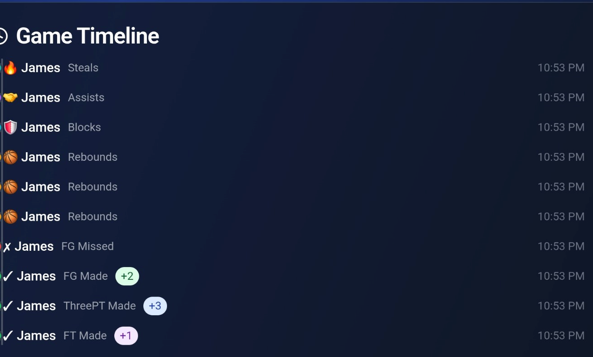 Game Timeline
James Steals 10:53 PM
James Assists 10:53 PM
James Blocks 10:53 PM
James Rebounds 10:53 PM
James Rebounds 10:53 PM
James Rebounds 10:53 PM
✗ James FG Missed 10:53 PM
✓ James FG Made +2 10:53 PM
✓ James ThreePT Made +3 10:53 PM
✓ James FT Made +1 10:53 PM